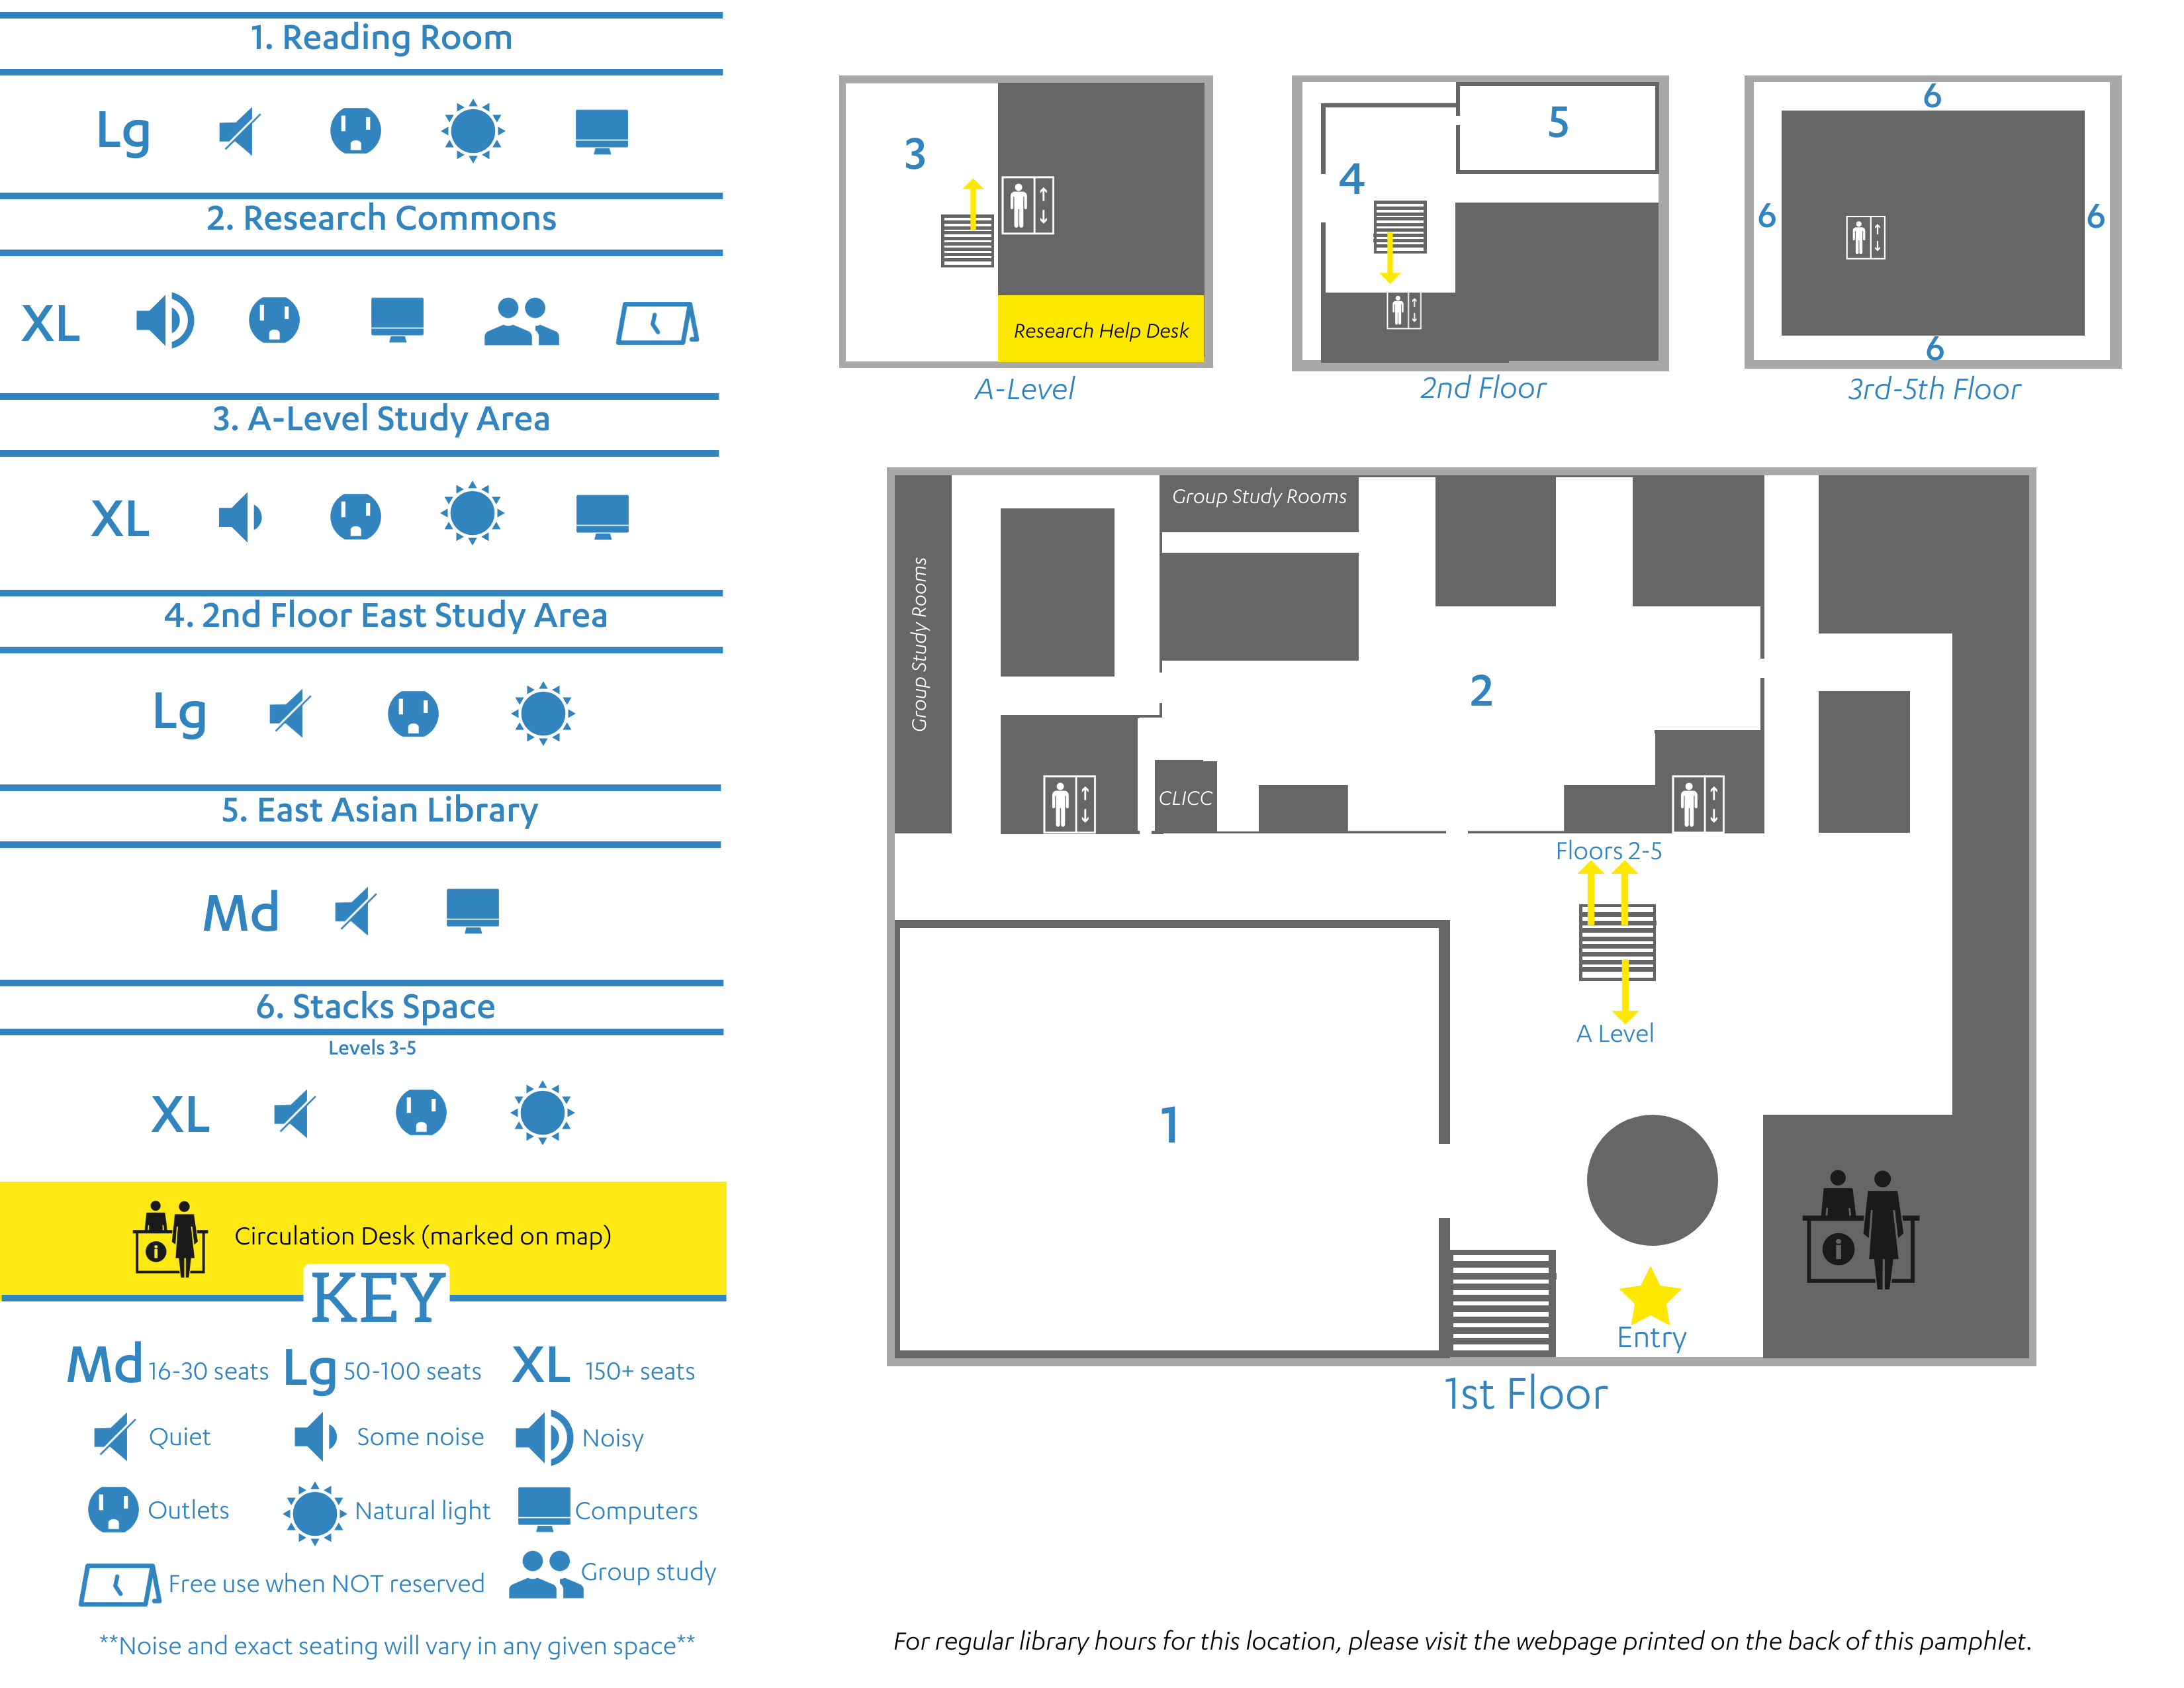 1. Reading Room
Lg
2. Research Commons
XL
3. A-Level Study Area
XL
4. 2nd Floor East Study Area
Lg
5. East Asian Library
Md
6. Stacks Space
Levels 3-5
XL
Circulation Desk (marked on map)
KEY
Md 16-30 seats Lg 50-100 seats XL 150+ seats
Quiet Some noise Noisy
Outlets Natural light Computers
Free use when NOT reserved Group study
**Noise and exact seating will vary in any given space**
3
Research Help Desk
A-Level
5
4
2nd Floor
6
6 6
6
3rd-5th Floor
Group Study Rooms
Group Study Rooms
2
CLICC
Floors 2-5
A Level
1
i
Entry
1st Floor
For regular library hours for this location, please visit the webpage printed on the back of this pamphlet.